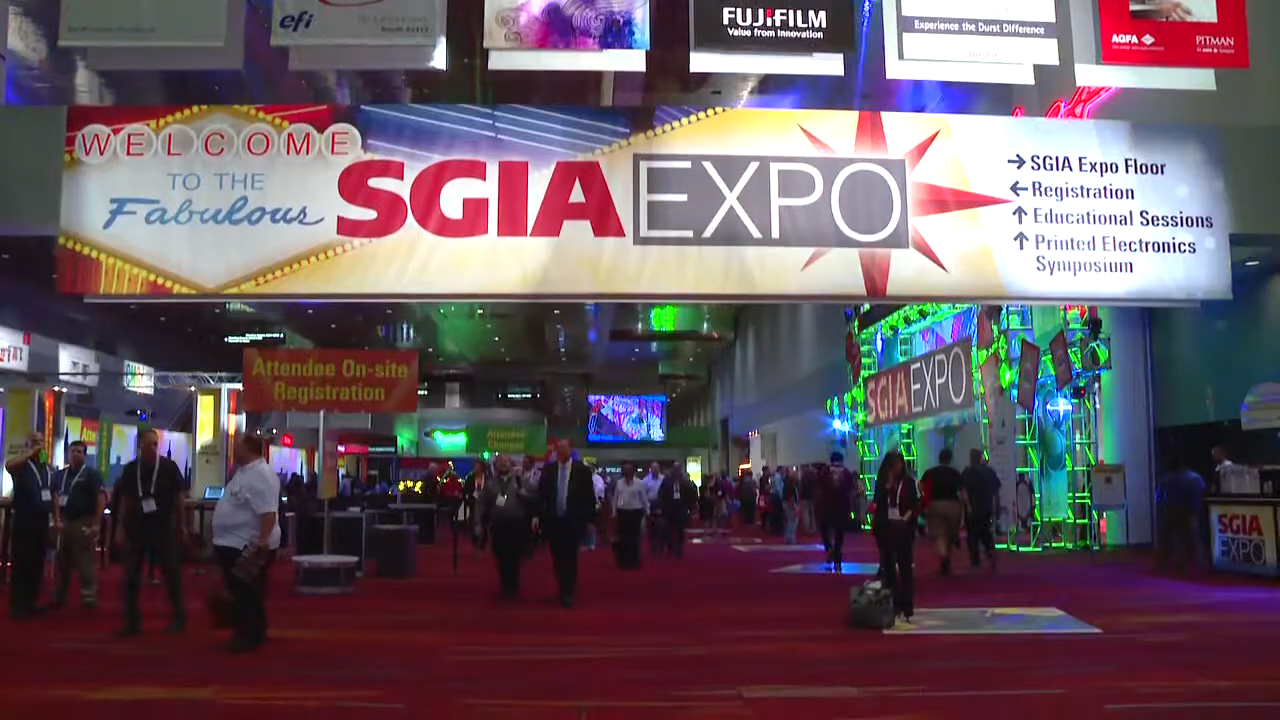 efi
FUJIFILM
Value from Innovation
Experience the Durst Difference
AGFA
PITMAN
WELCOME
TO THE
Fabulous
SGIA EXPO
→ SGIA Expo Floor
← Registration
↑ Educational Sessions
↑ Printed Electronics
Symposium
Attendee On-site
Registration
SGIA EXPO
Attendee
SGIA
EXPO